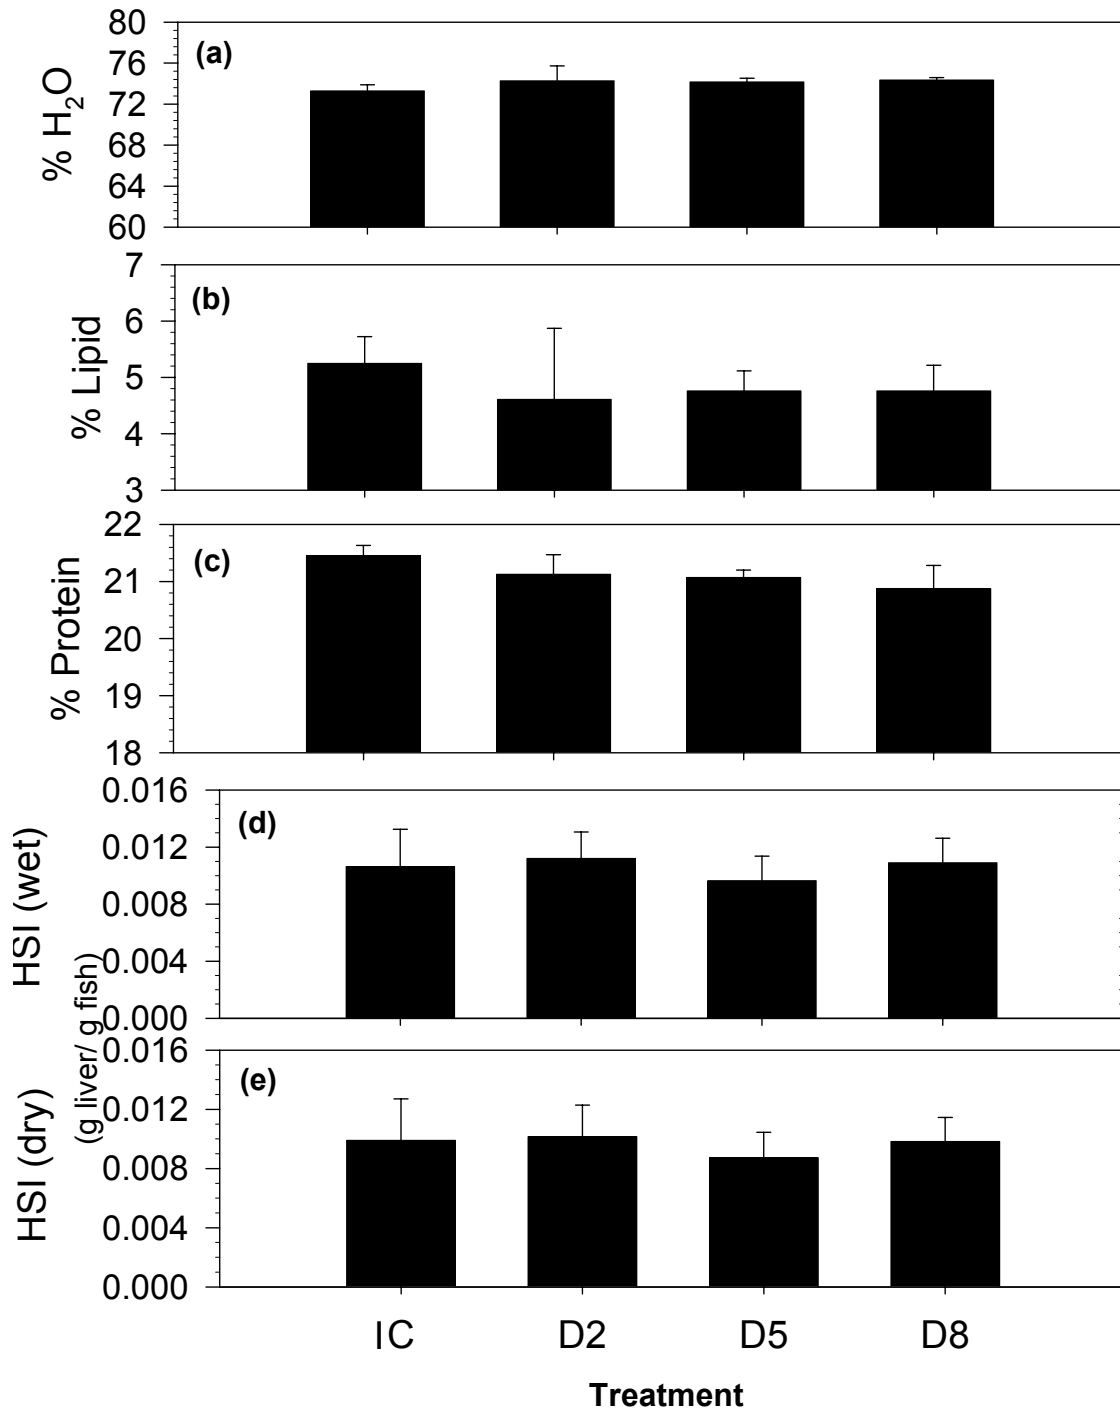 (a)
% H₂O
80
76
72
68
64
60
(b)
% Lipid
7
6
5
4
3
(c)
% Protein
22
21
20
19
18
(d)
HSI (wet)
0.016
0.012
0.008
0.004
0.000
(g liver/ g fish)
(e)
HSI (dry)
0.016
0.012
0.008
0.004
0.000
IC D2 D5 D8
Treatment